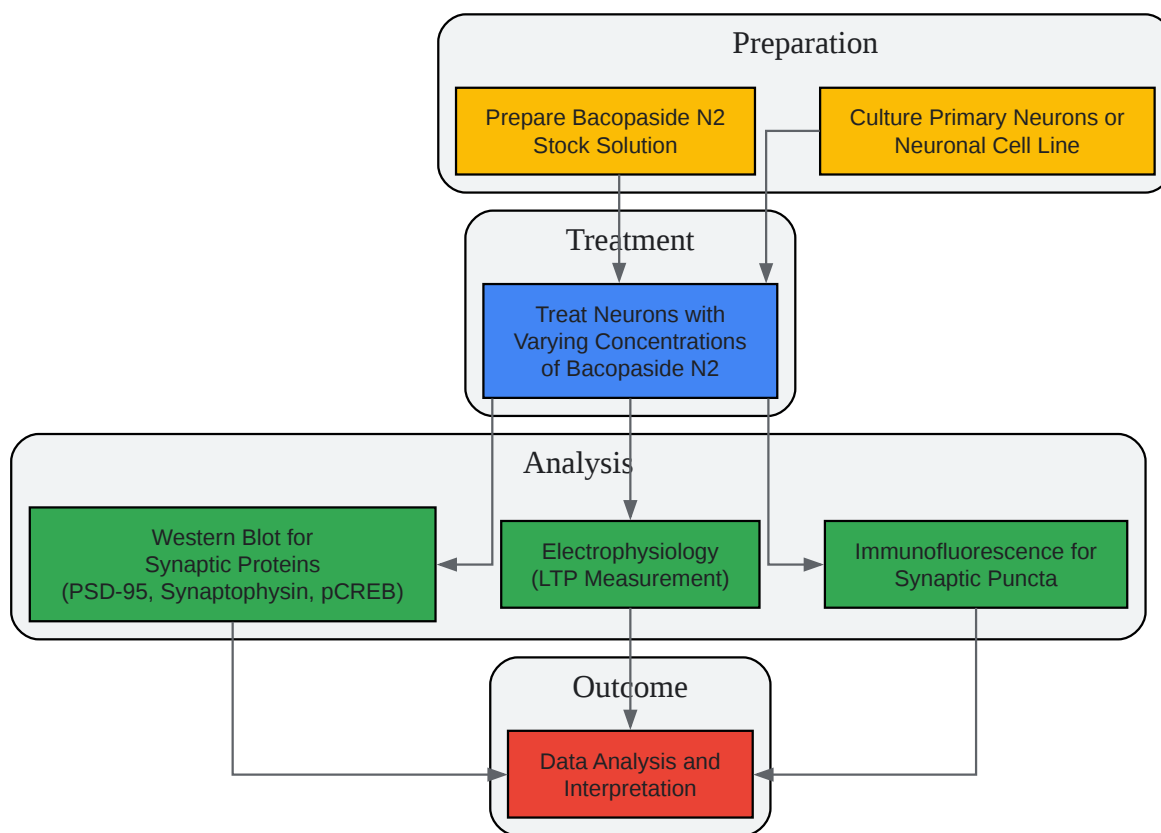 Preparation
Prepare Bacopaside N2
Stock Solution
Culture Primary Neurons or
Neuronal Cell Line
Treatment
Treat Neurons with
Varying Concentrations
of Bacopaside N2
Analysis
Western Blot for
Synaptic Proteins
(PSD-95, Synaptophysin, pCREB)
Electrophysiology
(LTP Measurement)
Immunofluorescence for
Synaptic Puncta
Outcome
Data Analysis and
Interpretation